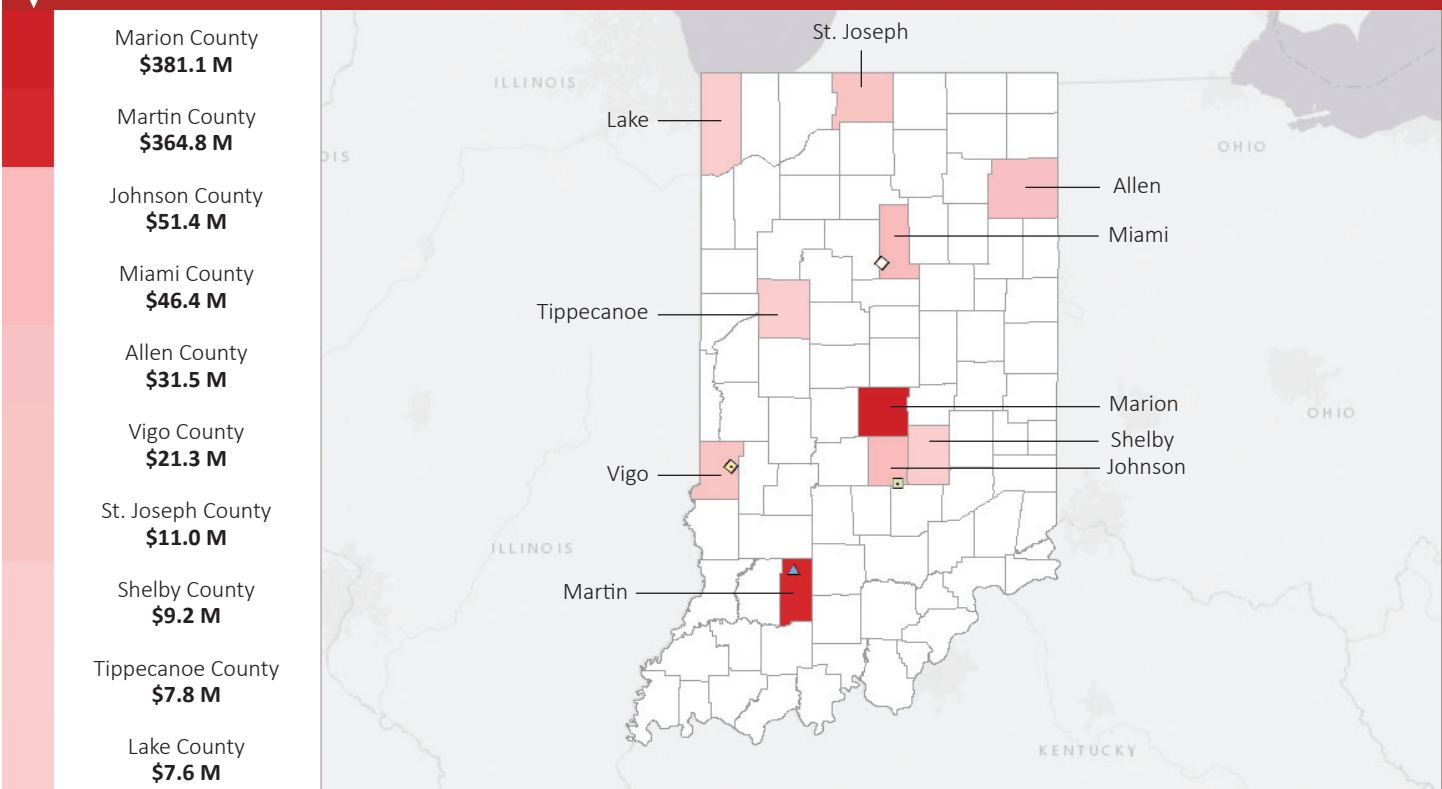 Marion County
$381.1 M
Martin County
$364.8 M
Johnson County
$51.4 M
Miami County
$46.4 M
Allen County
$31.5 M
Vigo County
$21.3 M
St. Joseph County
$11.0 M
Shelby County
$9.2 M
Tippecanoe County
$7.8 M
Lake County
$7.6 M
St. Joseph
ILLINOIS
Lake
OHIO
OIS
Allen
Miami
Tippecanoe
Marion
OHIO
Shelby
Johnson
Vigo
ILLINOIS
Martin
KENTUCKY